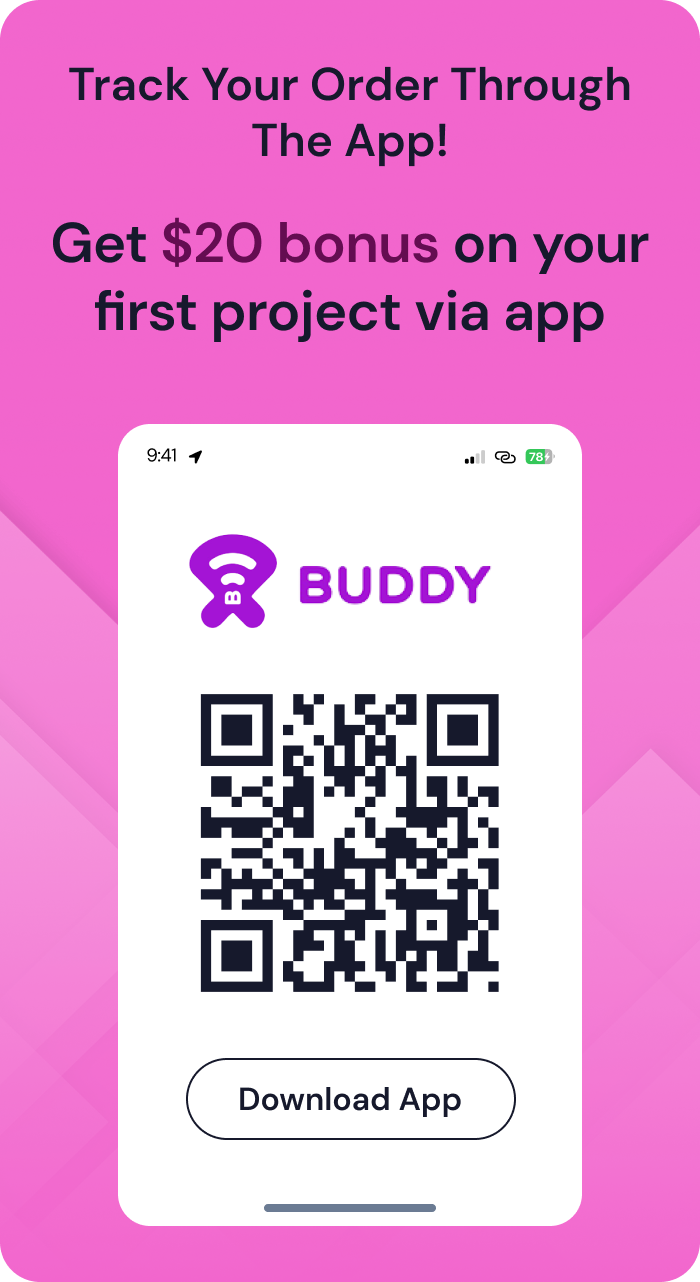 Track Your Order Through
The App!
Get $20 bonus on your
first project via app
9:41
78
B
BUDDY
Download App